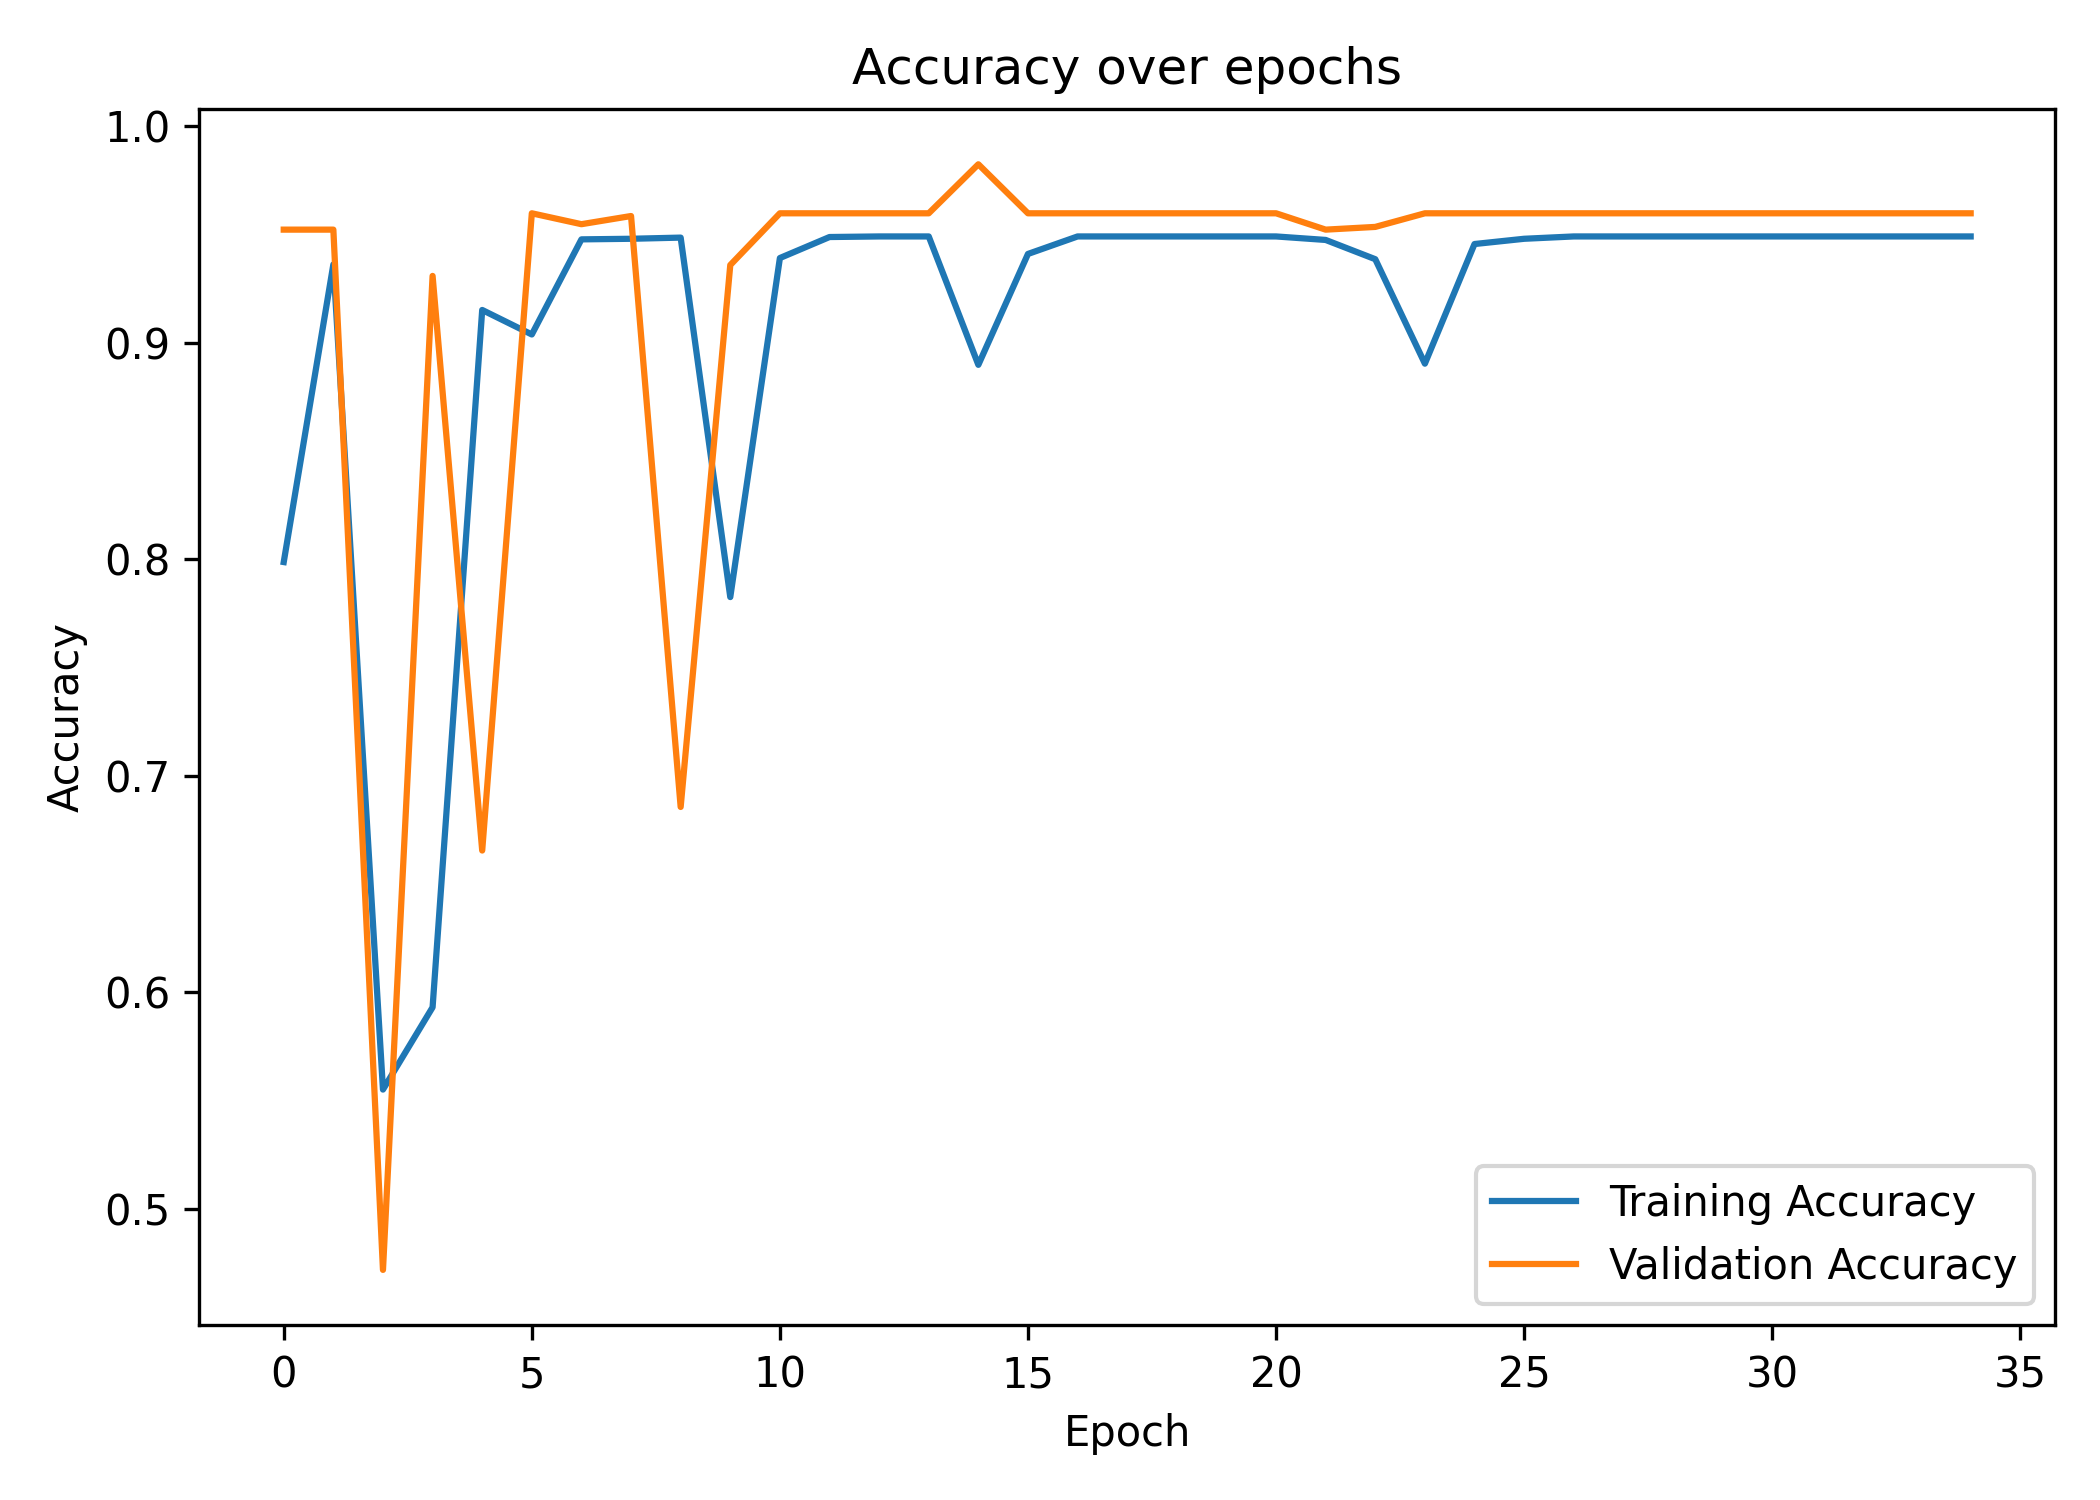 Accuracy over epochs
1.0
0.9
0.8
0.7
0.6
0.5
Accuracy
0 5 10 15 20 25 30 35
Epoch
Training Accuracy
Validation Accuracy